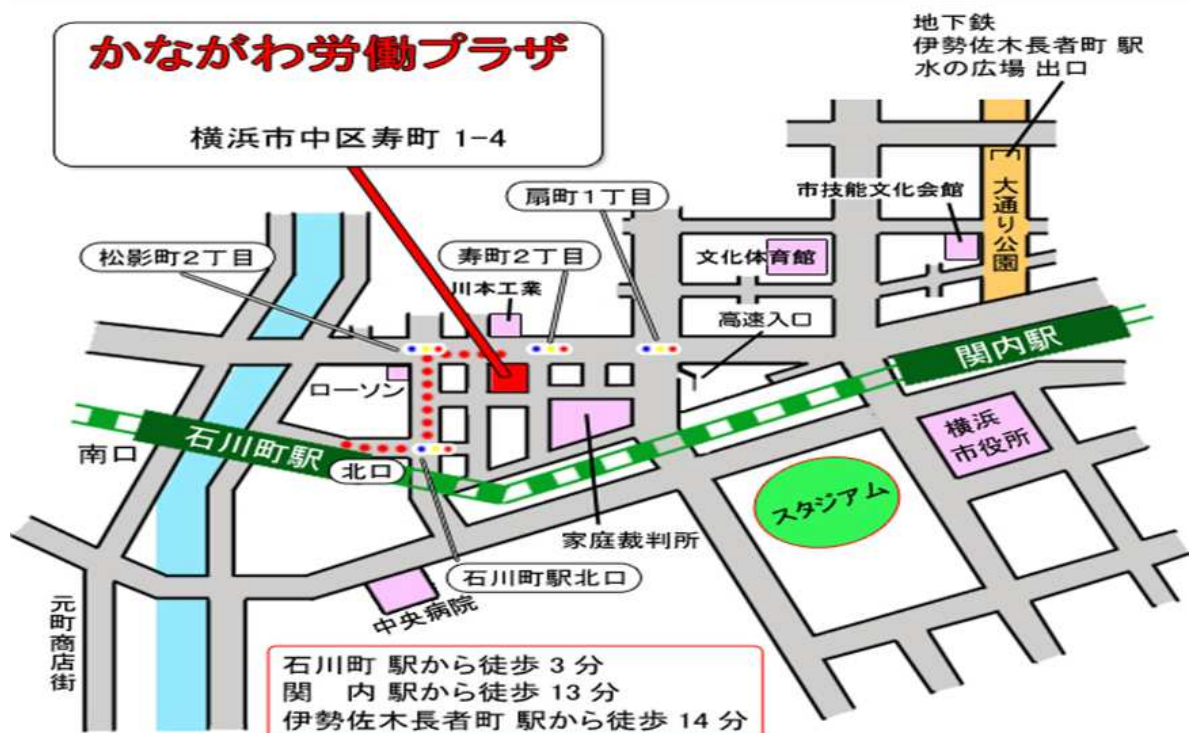 かながわ労働プラザ
横浜市中区寿町 1-4
地下鉄
伊勢佐木長者町 駅
水の広場 出口
扇町1丁目
市技能文化会館
大通り公園
松影町2丁目
寿町2丁目
文化体育館
川本工業
高速入口
関内駅
ローソン
石川町駅
南口
北口
横浜
市役所
スタジアム
家庭裁判所
石川町駅北口
中央病院
元町商店街
石川町 駅から徒歩 3 分
関 内 駅から徒歩 13 分
伊勢佐木長者町 駅から徒歩 14 分